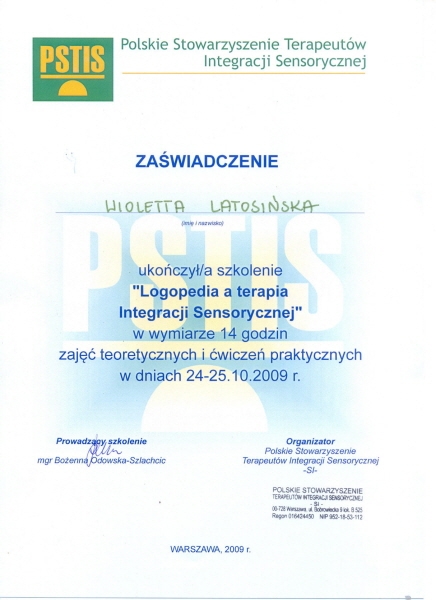 PSTIS
Polskie Stowarzyszenie Terapeutów
Integracji Sensorycznej
ZAŚWIADCZENIE
WIOLETTA LATOSIŃSKA
(imię i nazwisko)
PSTIS
ukończył/a szkolenie
"Logopedia a terapia
Integracji Sensorycznej"
w wymiarze 14 godzin
zajęć teoretycznych i ćwiczeń praktycznych
w dniach 24-25.10.2009 r.
Prowadzący szkolenie
mgr Bożenna Odowska-Szlachcic
Organizator
Polskie Stowarzyszenie
Terapeutów Integracji Sensorycznej
-SI-
POLSKIE STOWARZYSZENIE
TERAPEUTÓW INTEGRACJI SENSORYCZNEJ
- SI -
00-728 Warszawa, ul. Bobrowiecka 9 lok. B 525
Regon 016424450 NIP 952-18-53-112
WARSZAWA, 2009 r.